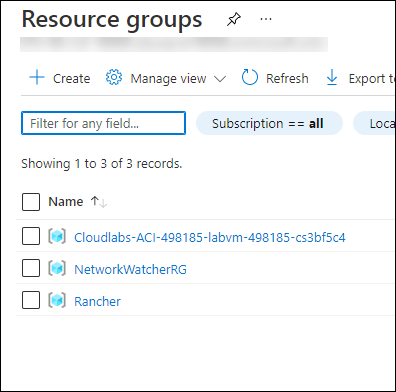 Resource groups
+ Create Manage view Refresh Export to
Filter for any field... Subscription == all Loca
Showing 1 to 3 of 3 records.
Name ↑↓
Cloudlabs-ACI-498185-labvm-498185-cs3bf5c4
NetworkWatcherRG
Rancher